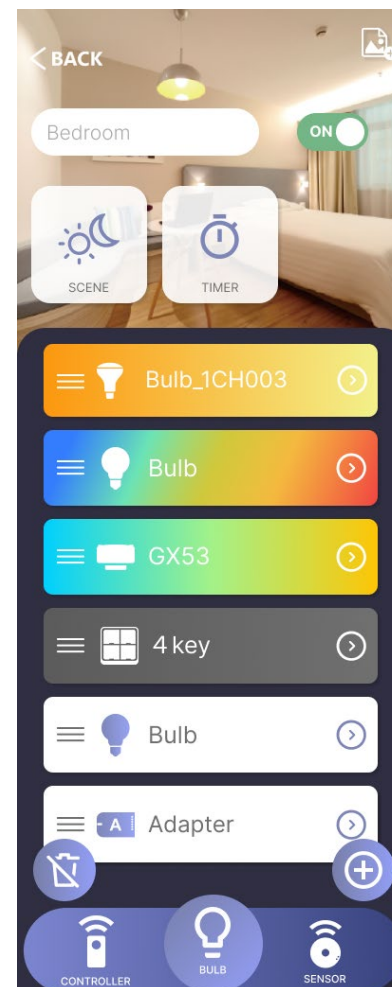 BACK
Bedroom
ON
SCENE
TIMER
Bulb_1CH003
Bulb
GX53
4 key
Bulb
A
Adapter
CONTROLLER
BULB
SENSOR